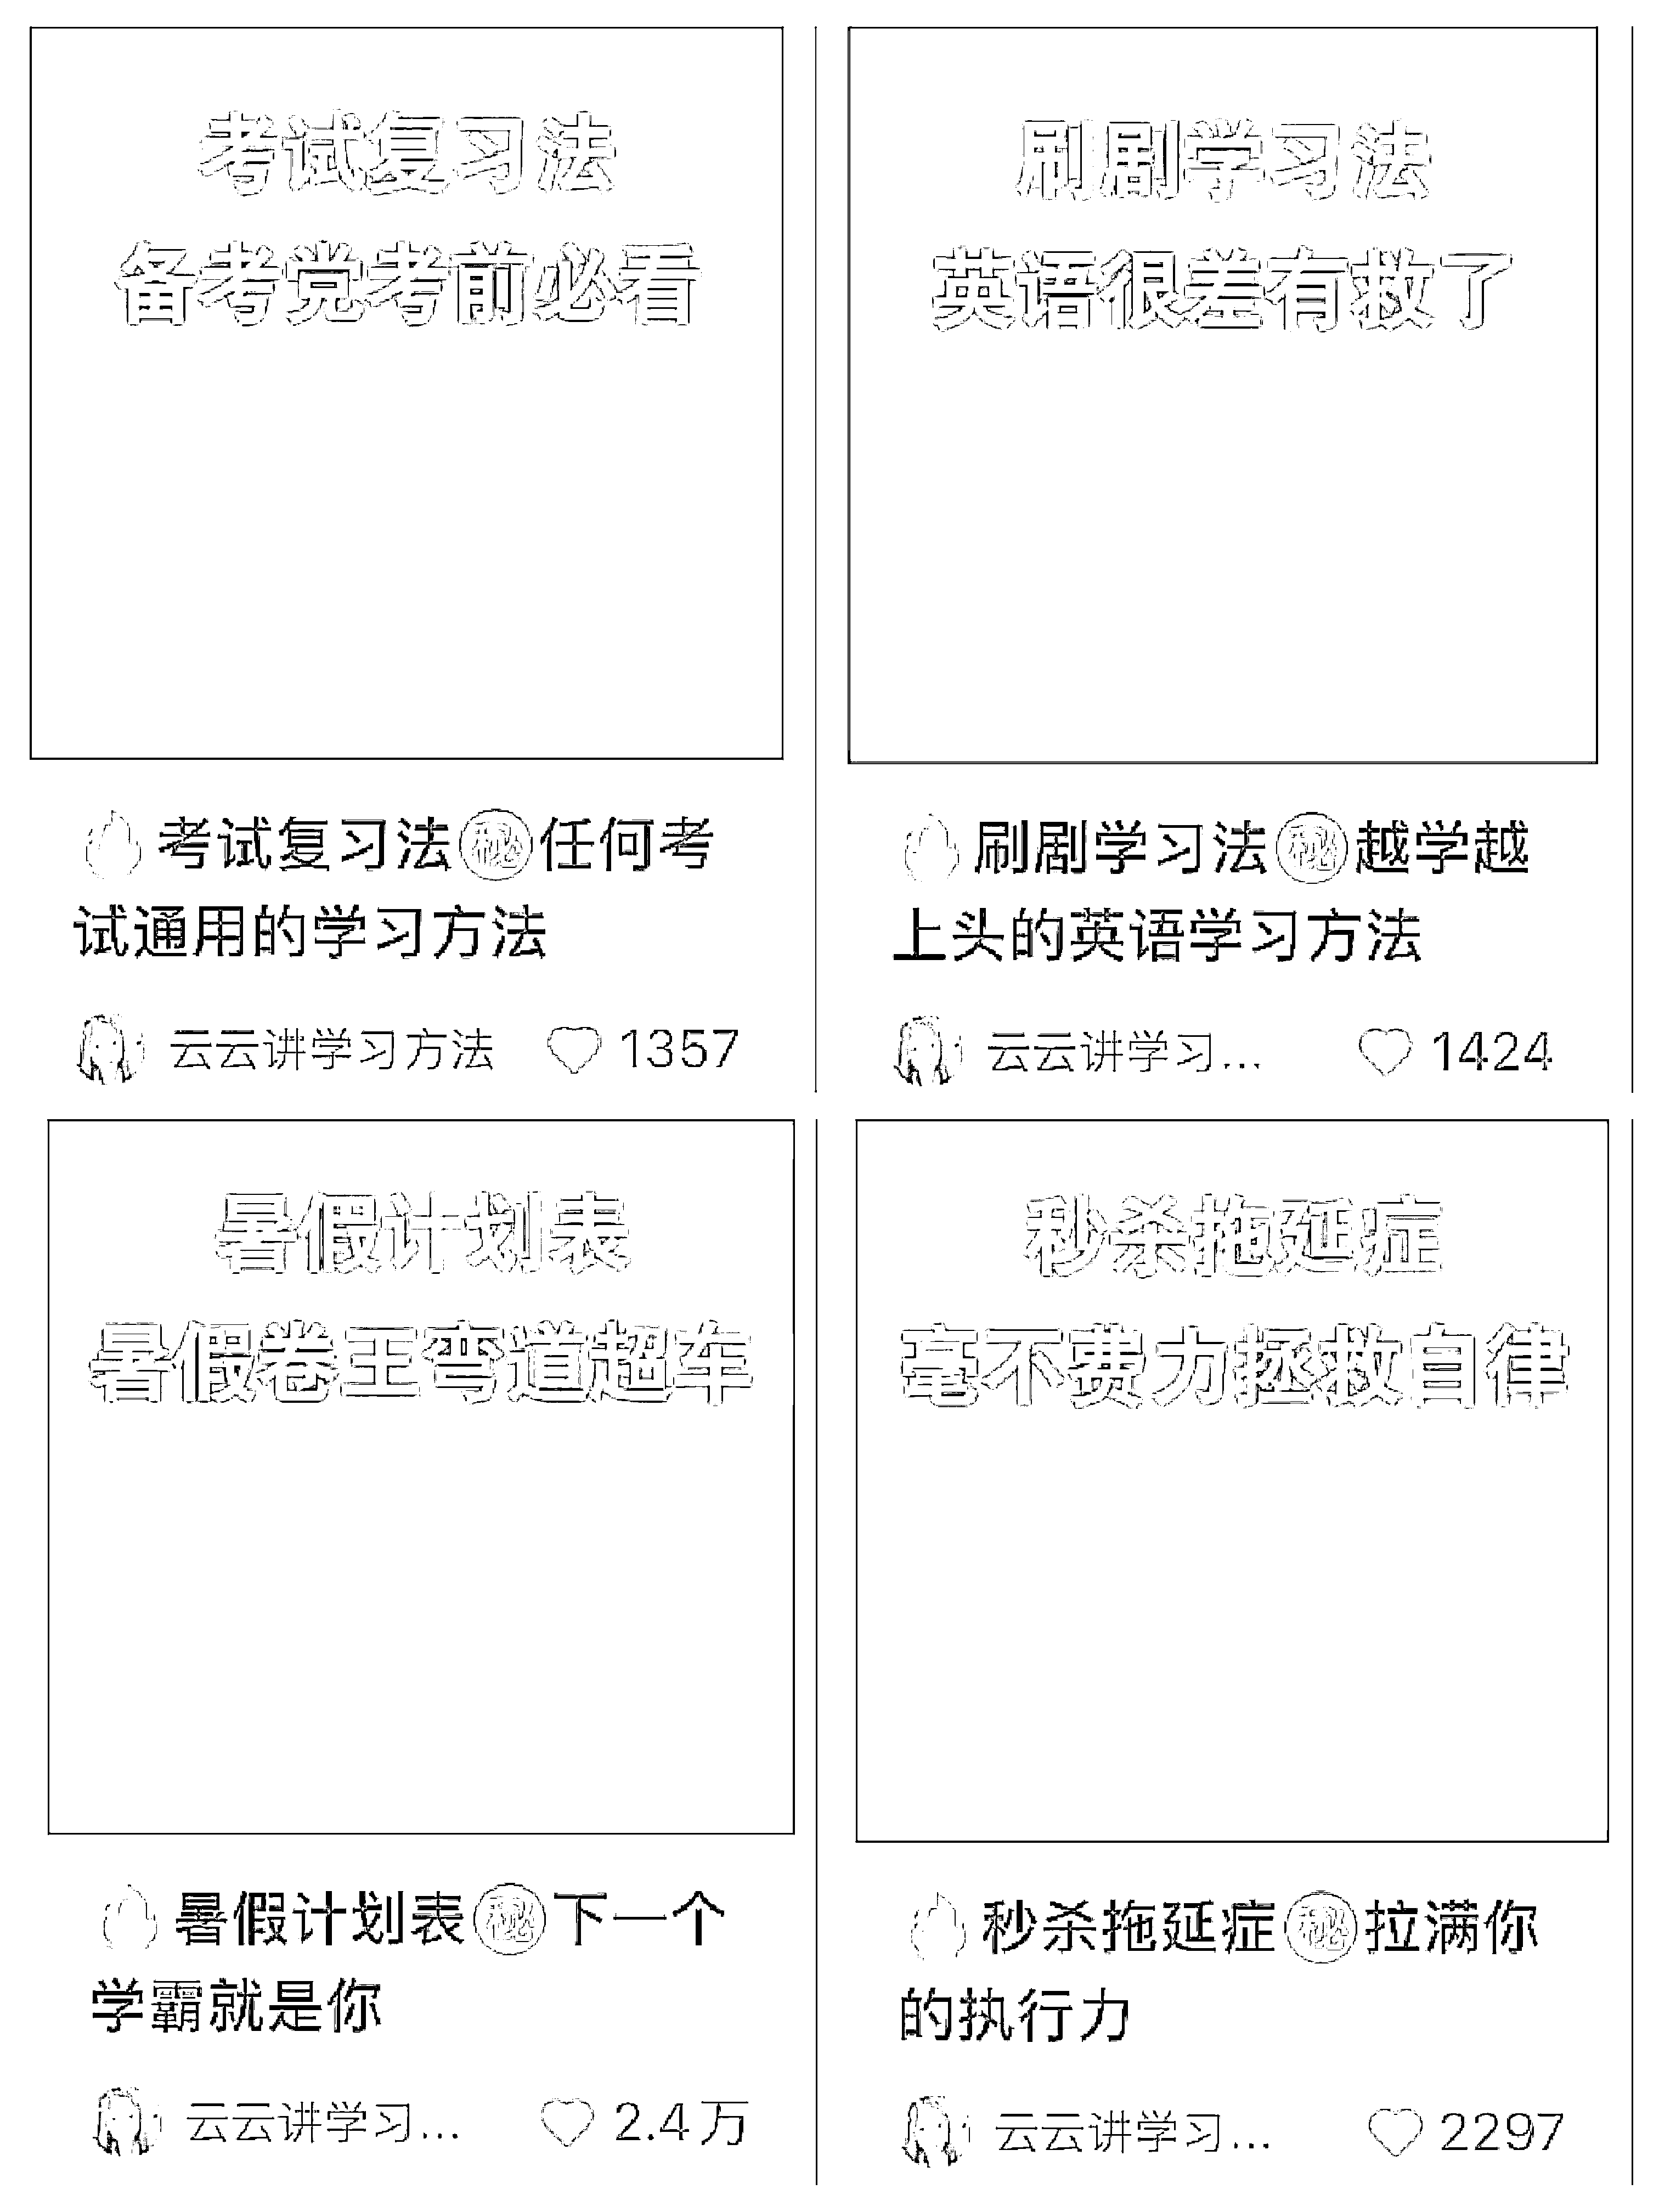 考试复习法
备考党考前必看
考试复习法㊙任何考
试通用的学习方法
云云讲学习方法 1357
刷剧学习法
英语很差有救了
刷剧学习法㊙越学越
上头的英语学习方法
云云讲学习... 1424
暑假计划表
暑假卷王弯道超车
暑假计划表㊙下一个
学霸就是你
云云讲学习... 2.4万
秒杀拖延症
毫不费力拯救自律
秒杀拖延症㊙拉满你
的执行力
云云讲学习... 2297